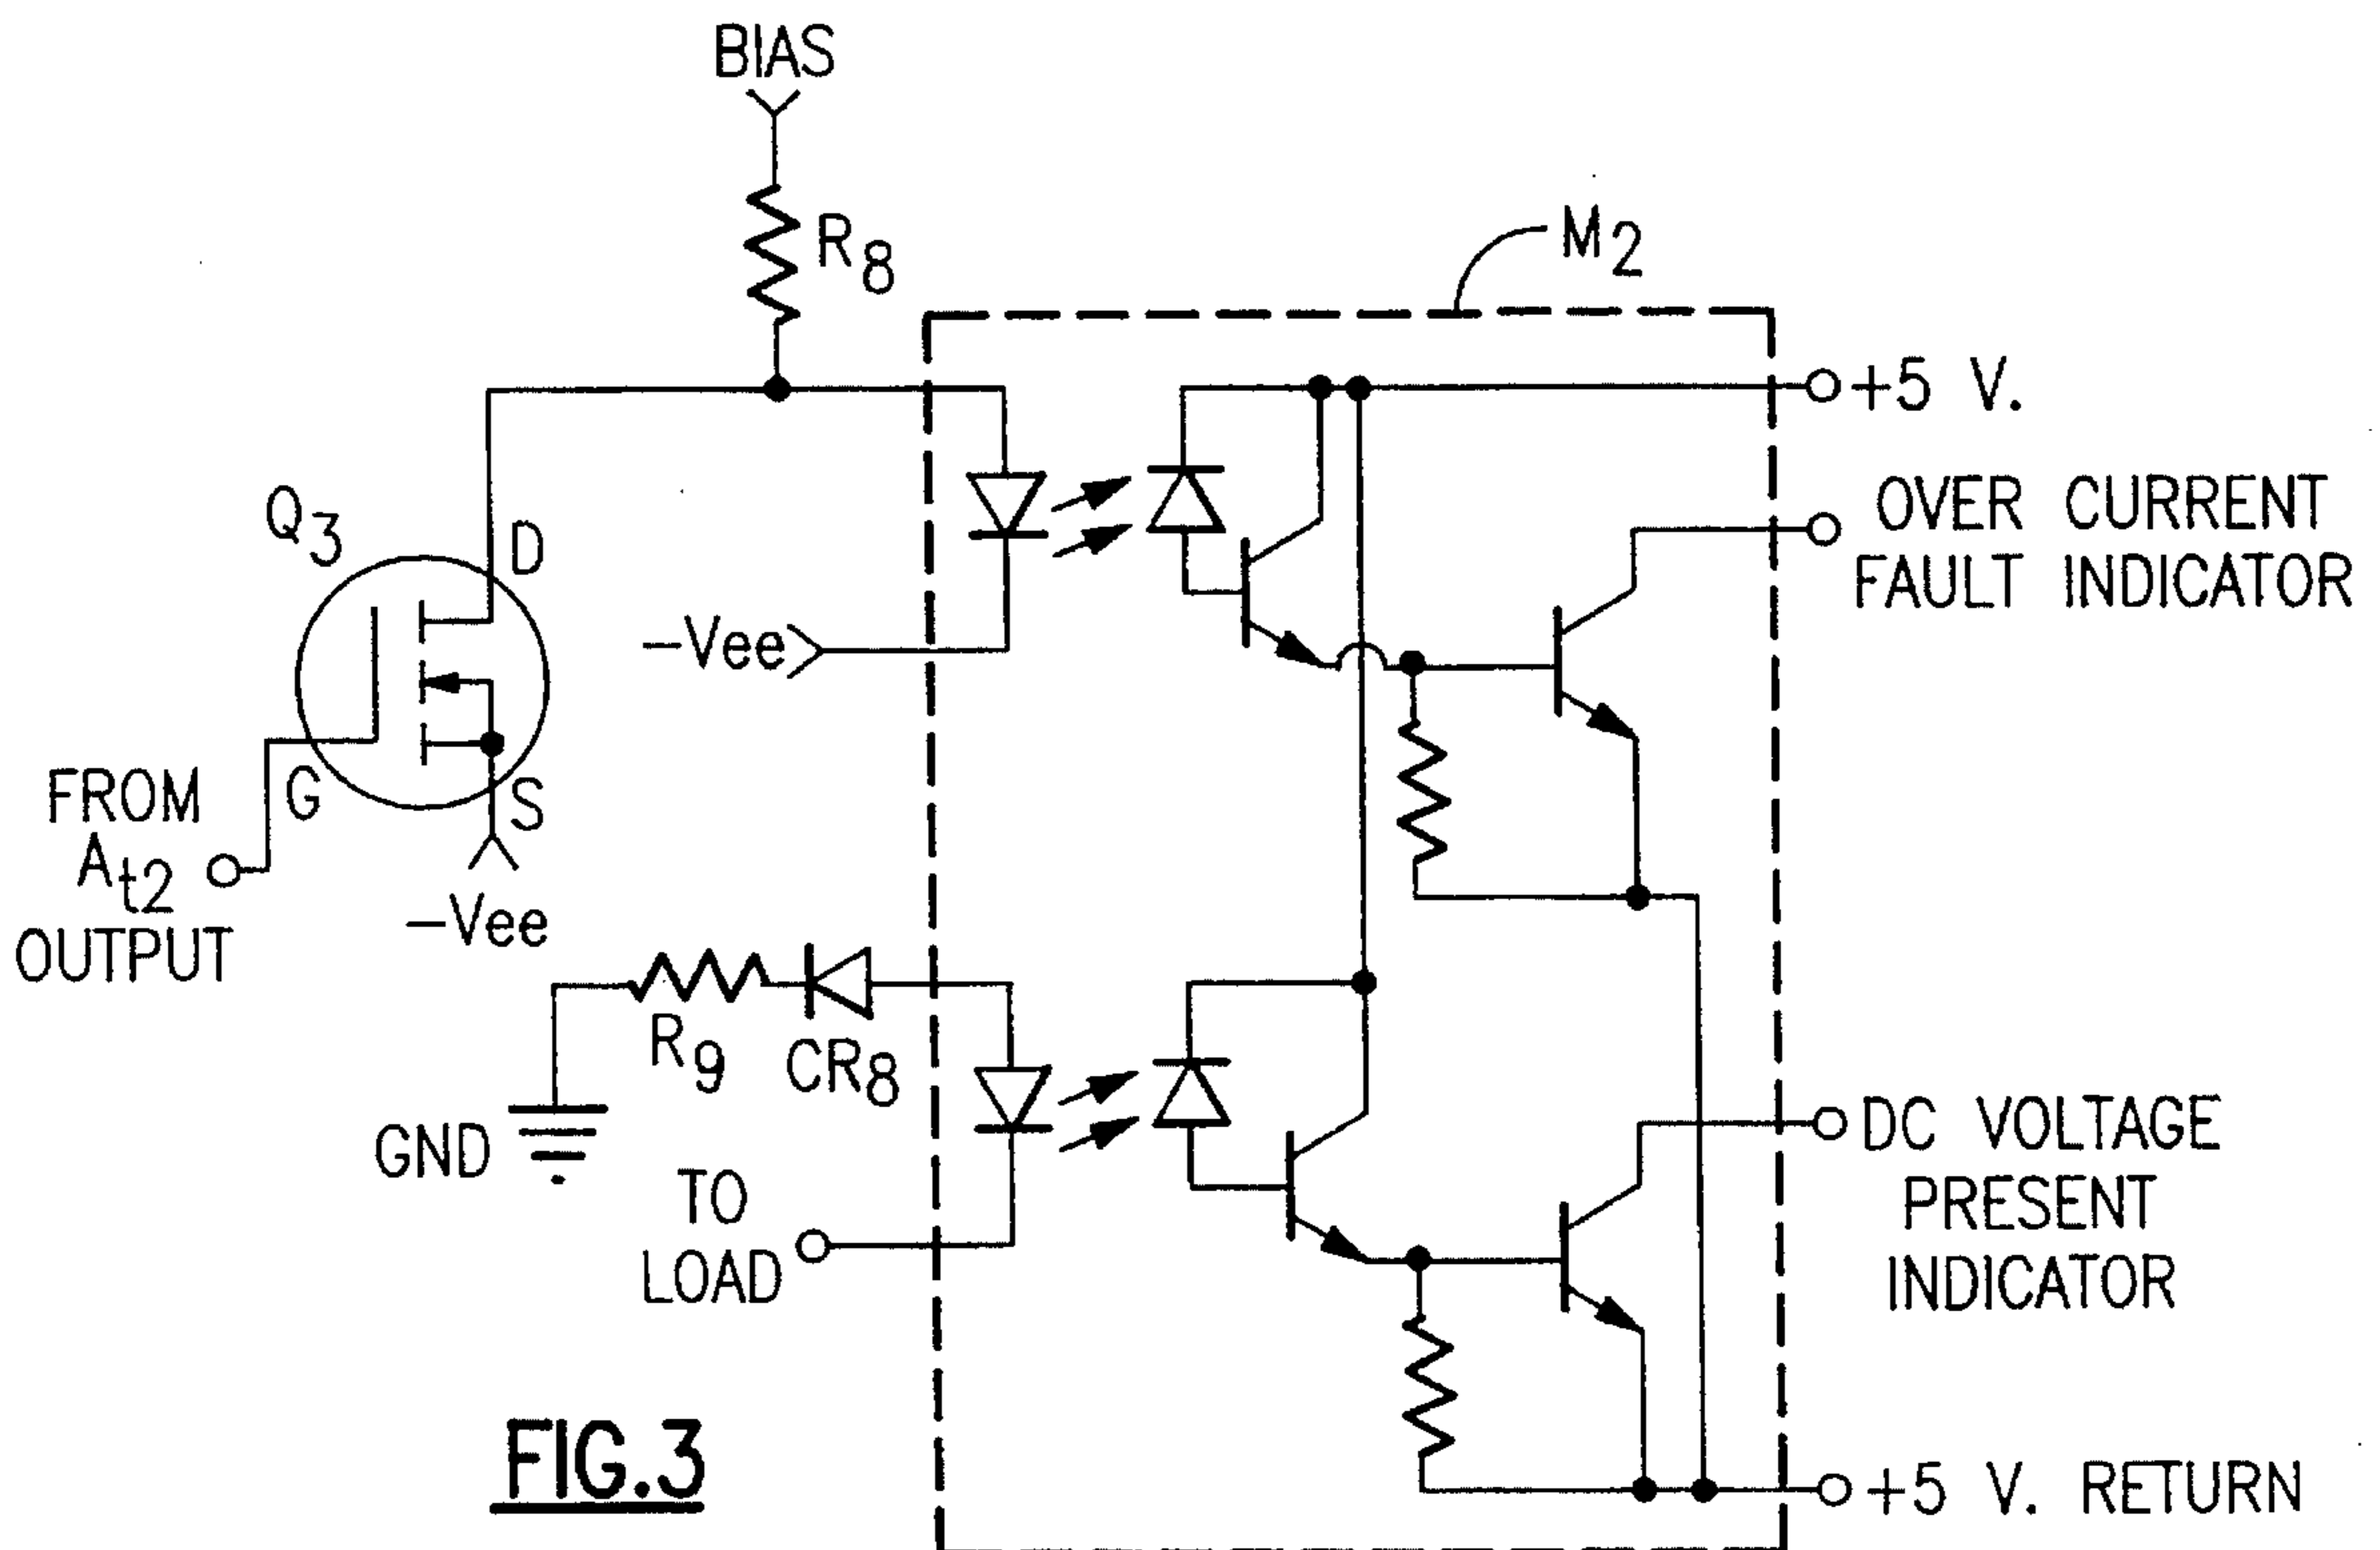 BIAS
R8
M2
+5 V.
OVER CURRENT
FAULT INDICATOR
Q3
D
-Vee
G
S
FROM
At2
OUTPUT
-Vee
R9
CR8
GND
TO
LOAD
DC VOLTAGE
PRESENT
INDICATOR
+5 V. RETURN
FIG.3